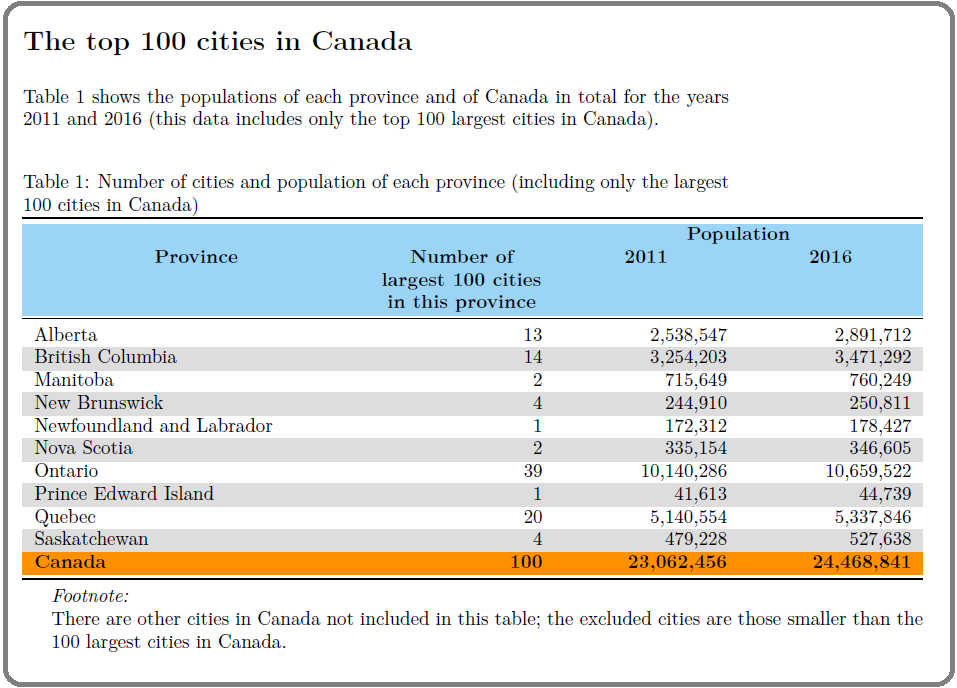 The top 100 cities in Canada
Table 1 shows the populations of each province and of Canada in total for the years
2011 and 2016 (this data includes only the top 100 largest cities in Canada).
Table 1: Number of cities and population of each province (including only the largest
100 cities in Canada)
Population
Province Number of 2011 2016
largest 100 cities
in this province
Alberta 13 2,538,547 2,891,712
British Columbia 14 3,254,203 3,471,292
Manitoba 2 715,649 760,249
New Brunswick 4 244,910 250,811
Newfoundland and Labrador 1 172,312 178,427
Nova Scotia 2 335,154 346,605
Ontario 39 10,140,286 10,659,522
Prince Edward Island 1 41,613 44,739
Quebec 20 5,140,554 5,337,846
Saskatchewan 4 479,228 527,638
Canada 100 23,062,456 24,468,841
Footnote:
There are other cities in Canada not included in this table; the excluded cities are those smaller than the
100 largest cities in Canada.